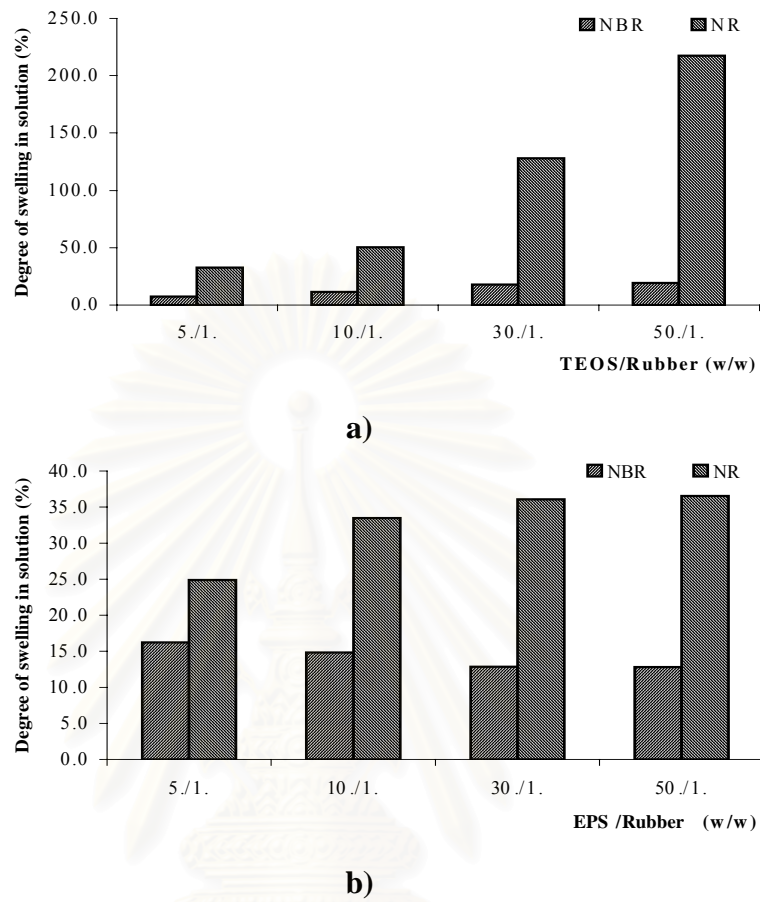 250.0
200.0
150.0
100.0
50.0
0.0
Degree of swelling in solution (%)
NBR NR
5./1. 10./1. 30./1. 50./1.
TEOS/Rubber (w/w)
a)
40.0
35.0
30.0
25.0
20.0
15.0
10.0
5.0
0.0
Degree of swelling in solution (%)
NBR NR
5./1. 10./1. 30./1. 50./1.
EPS /Rubber (w/w)
b)